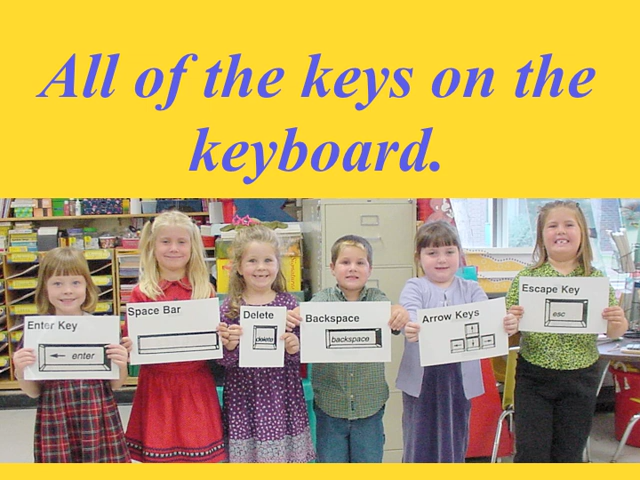 All of the keys on the
keyboard.
Enter Key
enter
Space Bar
Delete
delete
Backspace
backspace
Arrow Keys
Escape Key
esc